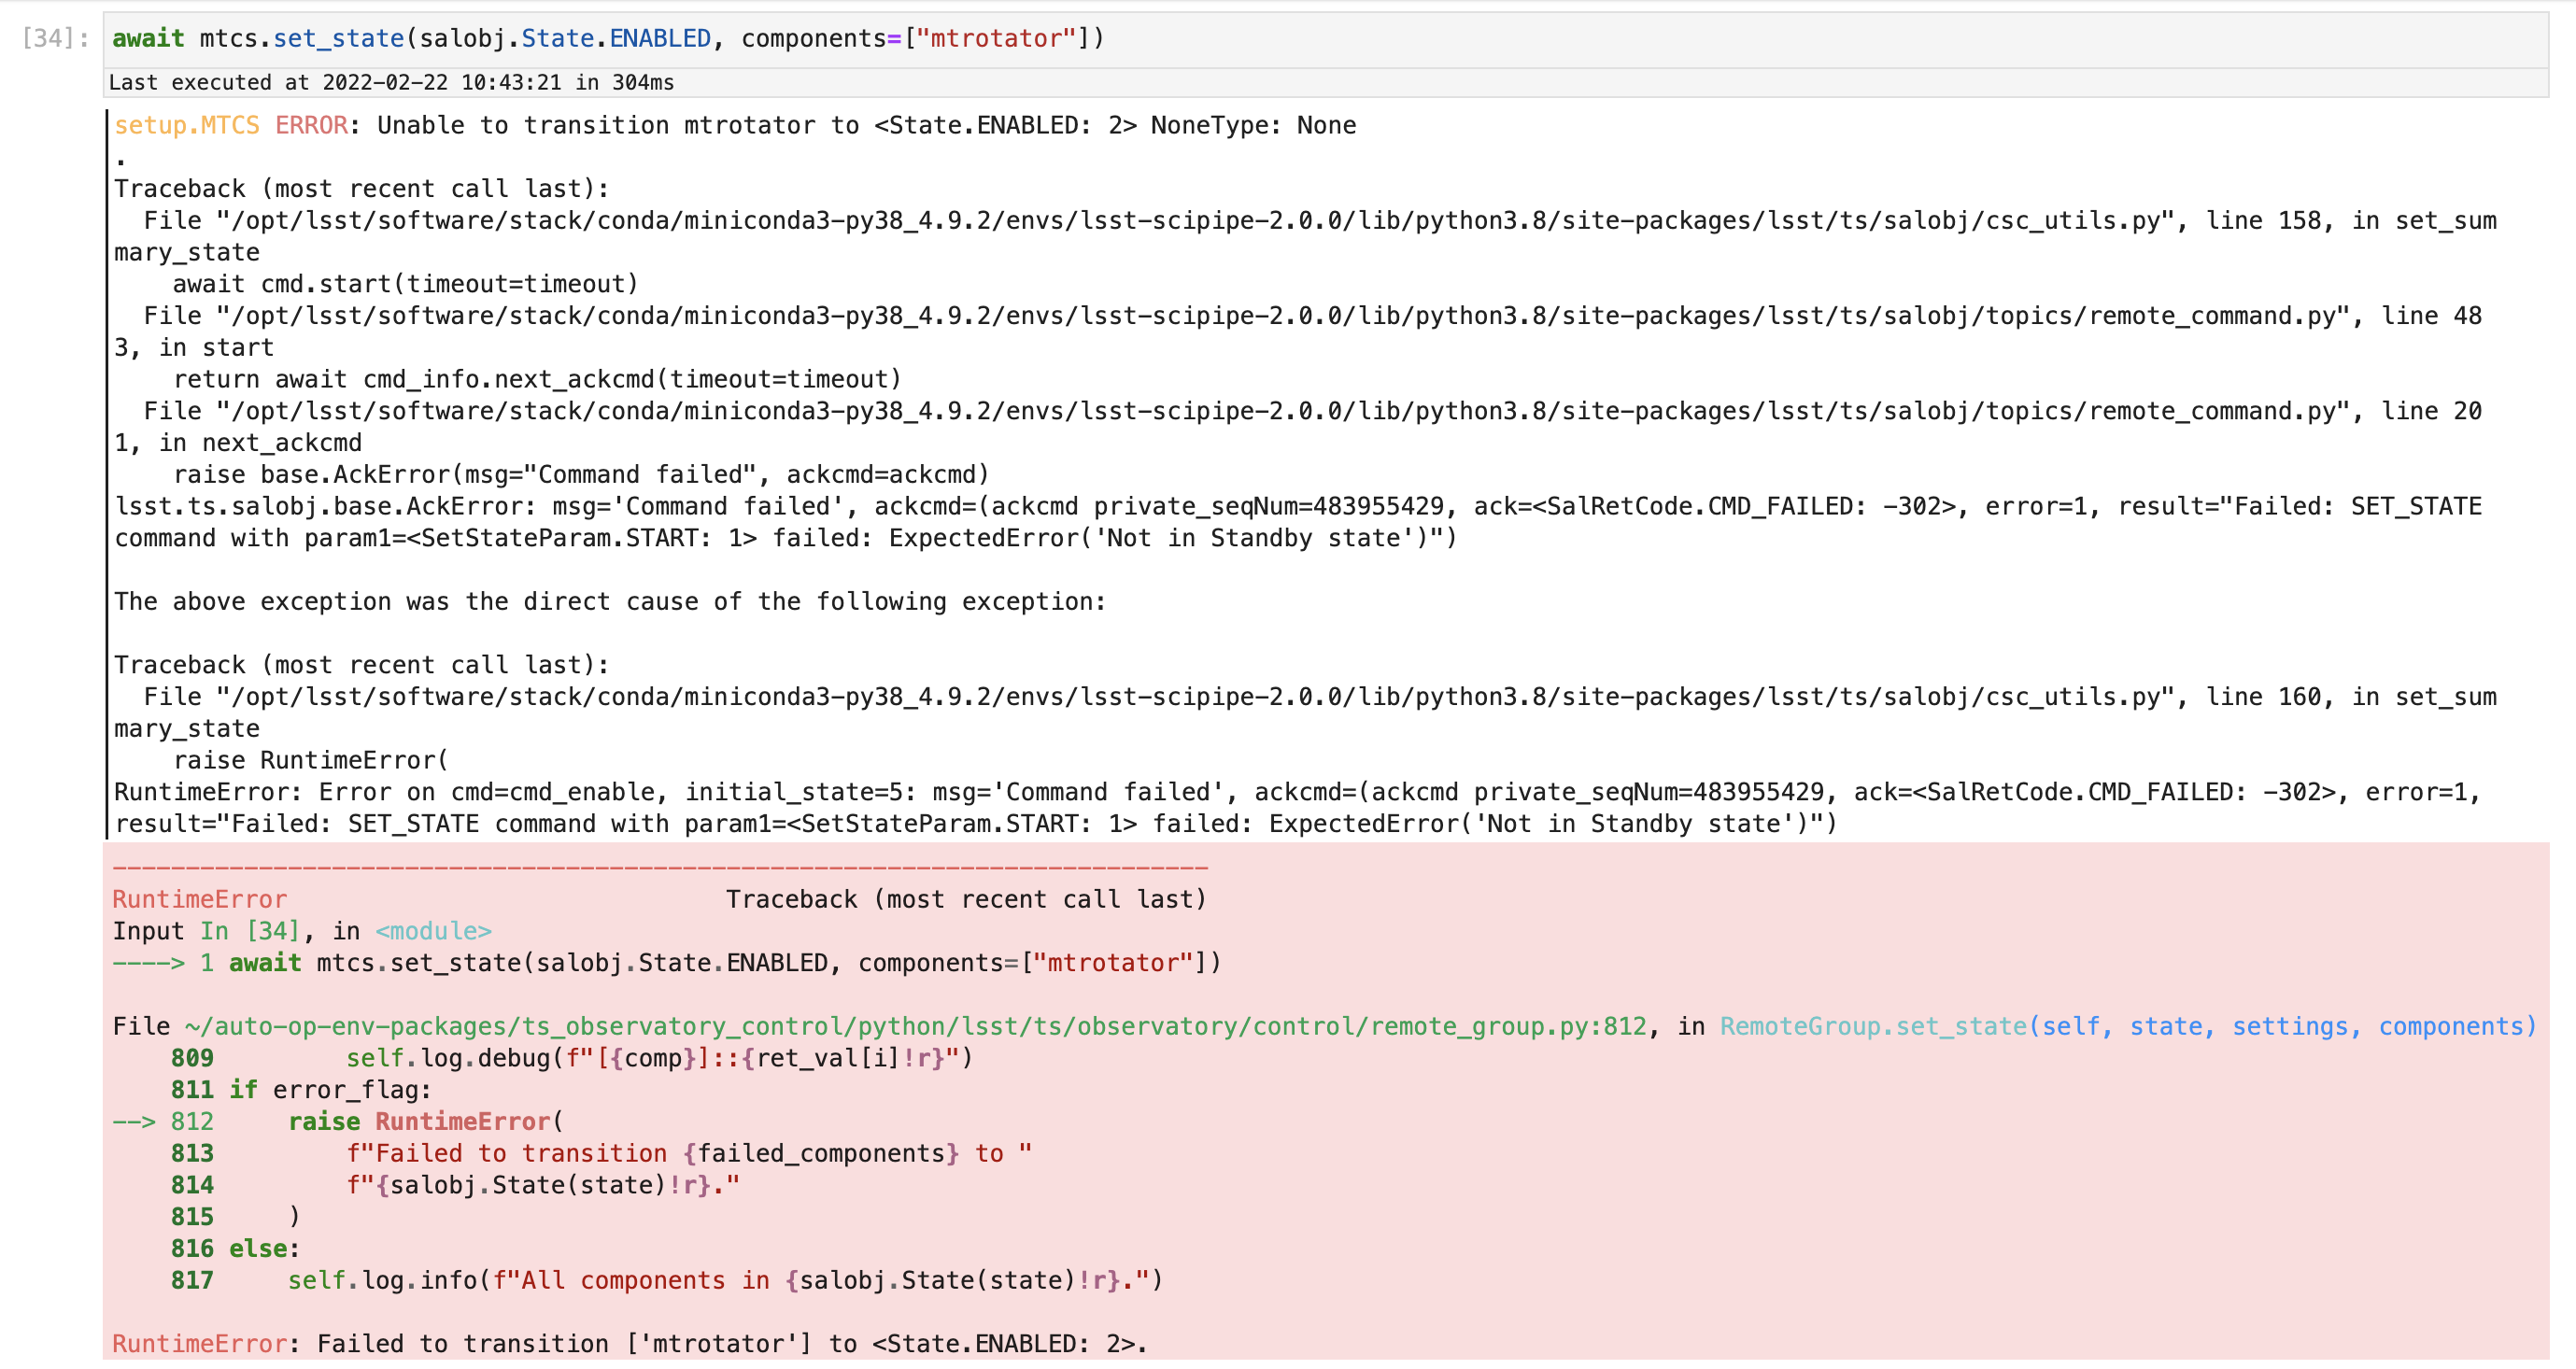 [34]: await mtcs.set_state(salobj.State.ENABLED, components=["mtrotator"])
Last executed at 2022-02-22 10:43:21 in 304ms
setup.MTCS ERROR: Unable to transition mtrotator to <State.ENABLED: 2> NoneType: None
.
Traceback (most recent call last):
  File "/opt/lsst/software/stack/conda/miniconda3-py38_4.9.2/envs/lsst-scipipe-2.0.0/lib/python3.8/site-packages/lsst/ts/salobj/csc_utils.py", line 158, in set_sum
mary_state
    await cmd.start(timeout=timeout)
  File "/opt/lsst/software/stack/conda/miniconda3-py38_4.9.2/envs/lsst-scipipe-2.0.0/lib/python3.8/site-packages/lsst/ts/salobj/topics/remote_command.py", line 48
3, in start
    return await cmd_info.next_ackcmd(timeout=timeout)
  File "/opt/lsst/software/stack/conda/miniconda3-py38_4.9.2/envs/lsst-scipipe-2.0.0/lib/python3.8/site-packages/lsst/ts/salobj/topics/remote_command.py", line 20
1, in next_ackcmd
    raise base.AckError(msg="Command failed", ackcmd=ackcmd)
lsst.ts.salobj.base.AckError: msg='Command failed', ackcmd=(ackcmd private_seqNum=483955429, ack=<SalRetCode.CMD_FAILED: -302>, error=1, result="Failed: SET_STATE
command with param1=<SetStateParam.START: 1> failed: ExpectedError('Not in Standby state')")
The above exception was the direct cause of the following exception:
Traceback (most recent call last):
  File "/opt/lsst/software/stack/conda/miniconda3-py38_4.9.2/envs/lsst-scipipe-2.0.0/lib/python3.8/site-packages/lsst/ts/salobj/csc_utils.py", line 160, in set_sum
mary_state
    raise RuntimeError(
RuntimeError: Error on cmd=cmd_enable, initial_state=5: msg='Command failed', ackcmd=(ackcmd private_seqNum=483955429, ack=<SalRetCode.CMD_FAILED: -302>, error=1,
result="Failed: SET_STATE command with param1=<SetStateParam.START: 1> failed: ExpectedError('Not in Standby state')")
---------------------------------------------------------------------------
RuntimeError                              Traceback (most recent call last)
Input In [34], in <module>
----> 1 await mtcs.set_state(salobj.State.ENABLED, components=["mtrotator"])
File ~/auto-op-env-packages/ts_observatory_control/python/lsst/ts/observatory/control/remote_group.py:812, in RemoteGroup.set_state(self, state, settings, components)
    809         self.log.debug(f"[{comp}]::{ret_val[i]!r}")
    811 if error_flag:
--> 812     raise RuntimeError(
    813         f"Failed to transition {failed_components} to "
    814         f"{salobj.State(state)!r}."
    815     )
    816 else:
    817     self.log.info(f"All components in {salobj.State(state)!r}.")
RuntimeError: Failed to transition ['mtrotator'] to <State.ENABLED: 2>.